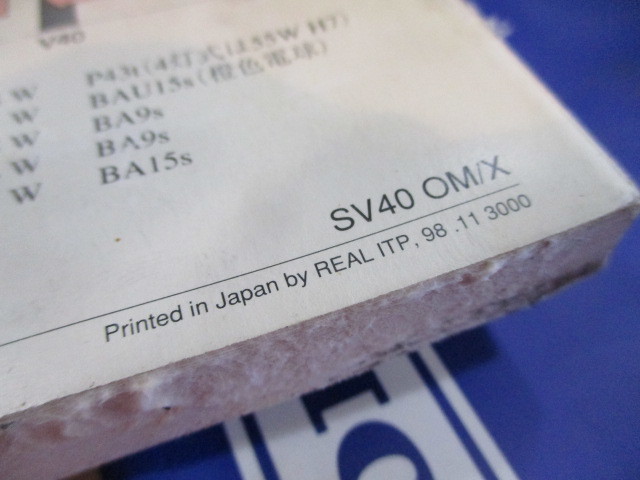 V40
W P43t(4灯式は55W H7)
W BAU15s(橙色電球)
W BA9s
W BA9s
W BA15s
SV40 OM/X
Printed in Japan by REAL ITP, 98 .11 3000